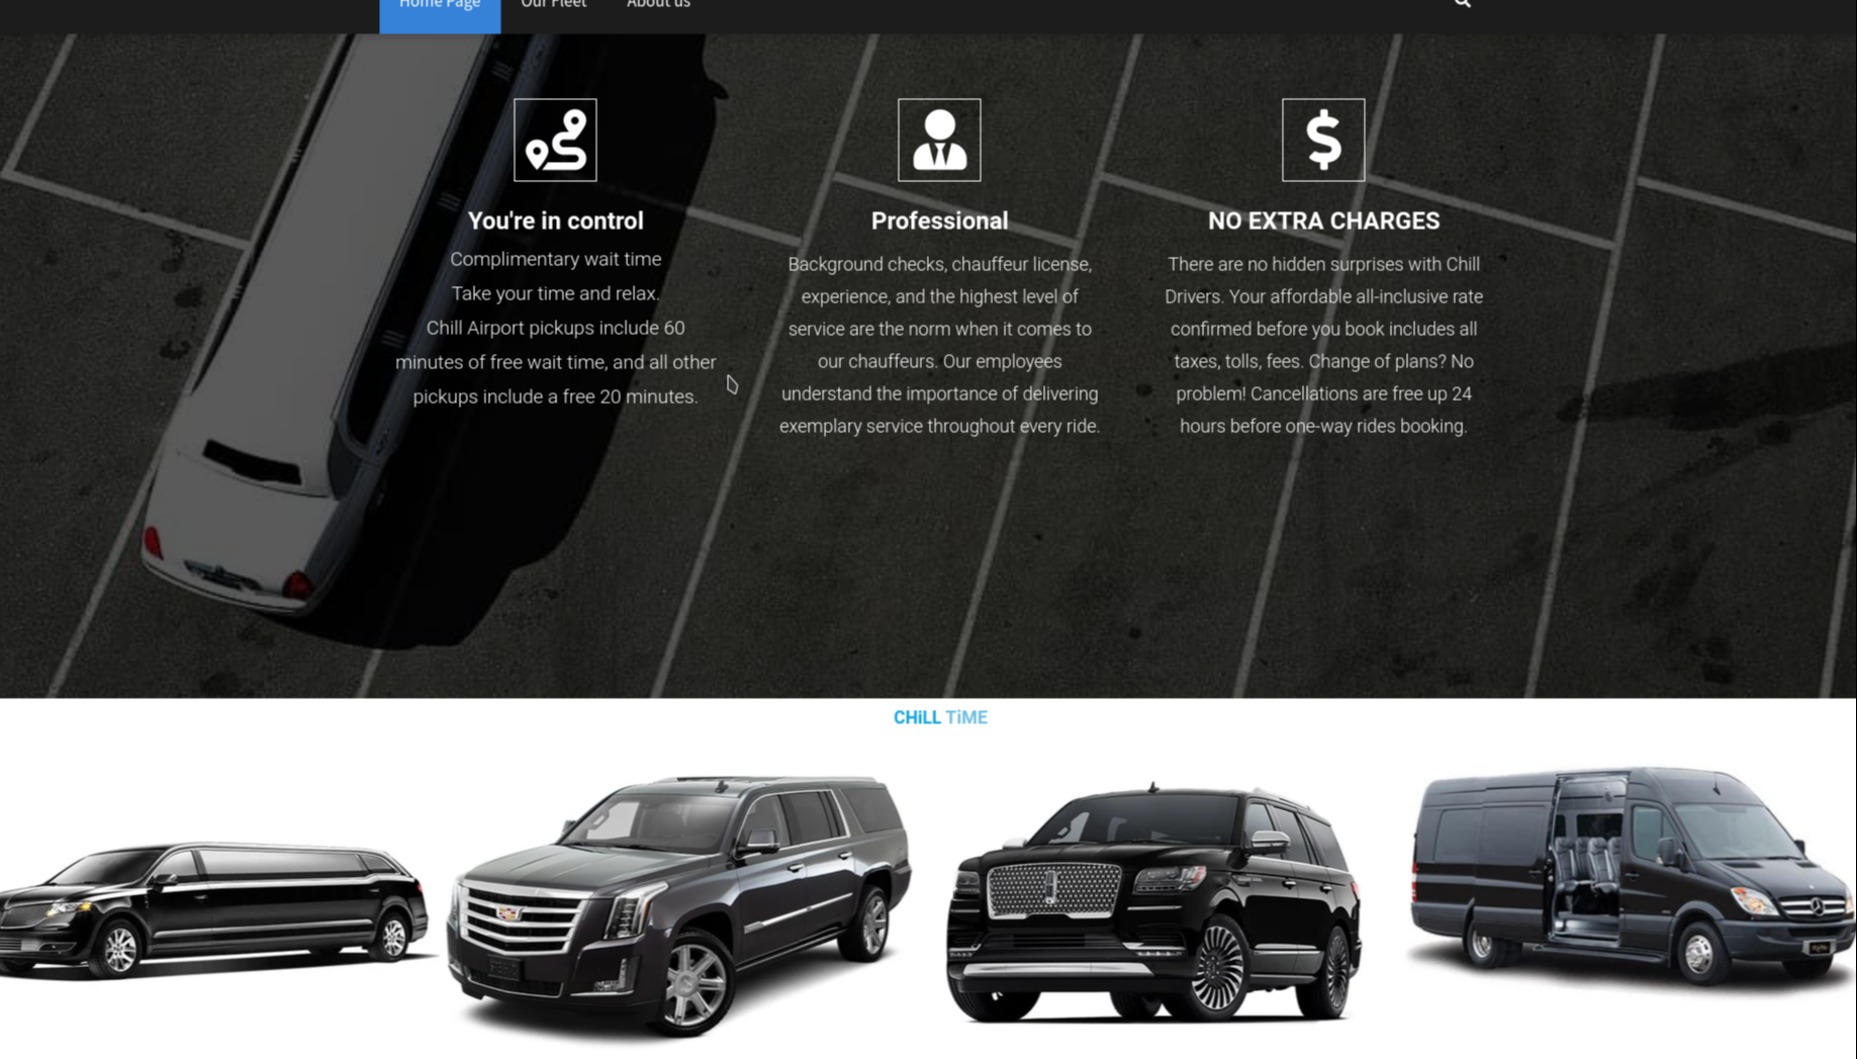 Home Page
Our Fleet
About us
You're in control
Complimentary wait time
Take your time and relax.
Chill Airport pickups include 60
minutes of free wait time, and all other
pickups include a free 20 minutes.
Professional
Background checks, chauffeur license,
experience, and the highest level of
service are the norm when it comes to
our chauffeurs. Our employees
understand the importance of delivering
exemplary service throughout every ride.
NO EXTRA CHARGES
There are no hidden surprises with Chill
Drivers. Your affordable all-inclusive rate
confirmed before you book includes all
taxes, tolls, fees. Change of plans? No
problem! Cancellations are free up 24
hours before one-way rides booking.
CHiLL TiME